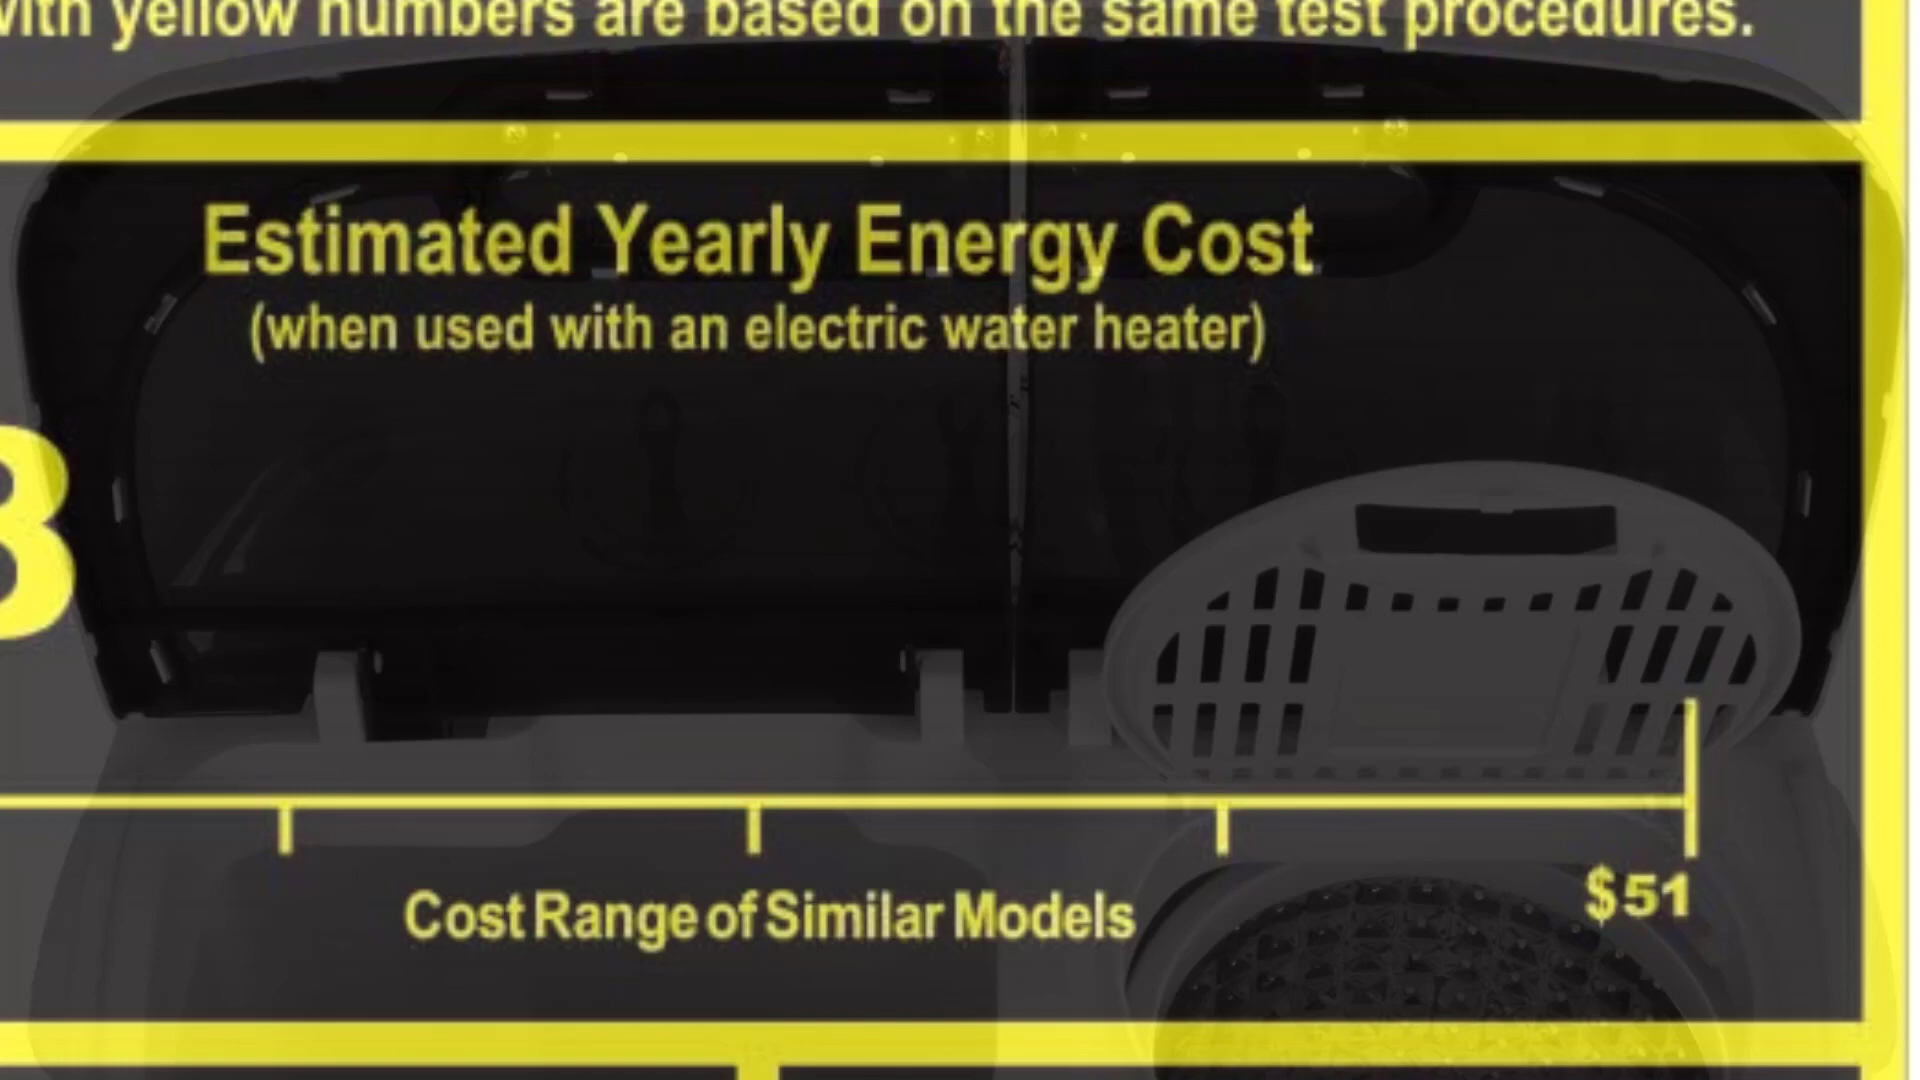 with yellow numbers are based on the same test procedures.
Estimated Yearly Energy Cost
(when used with an electric water heater)
Cost Range of Similar Models
$51